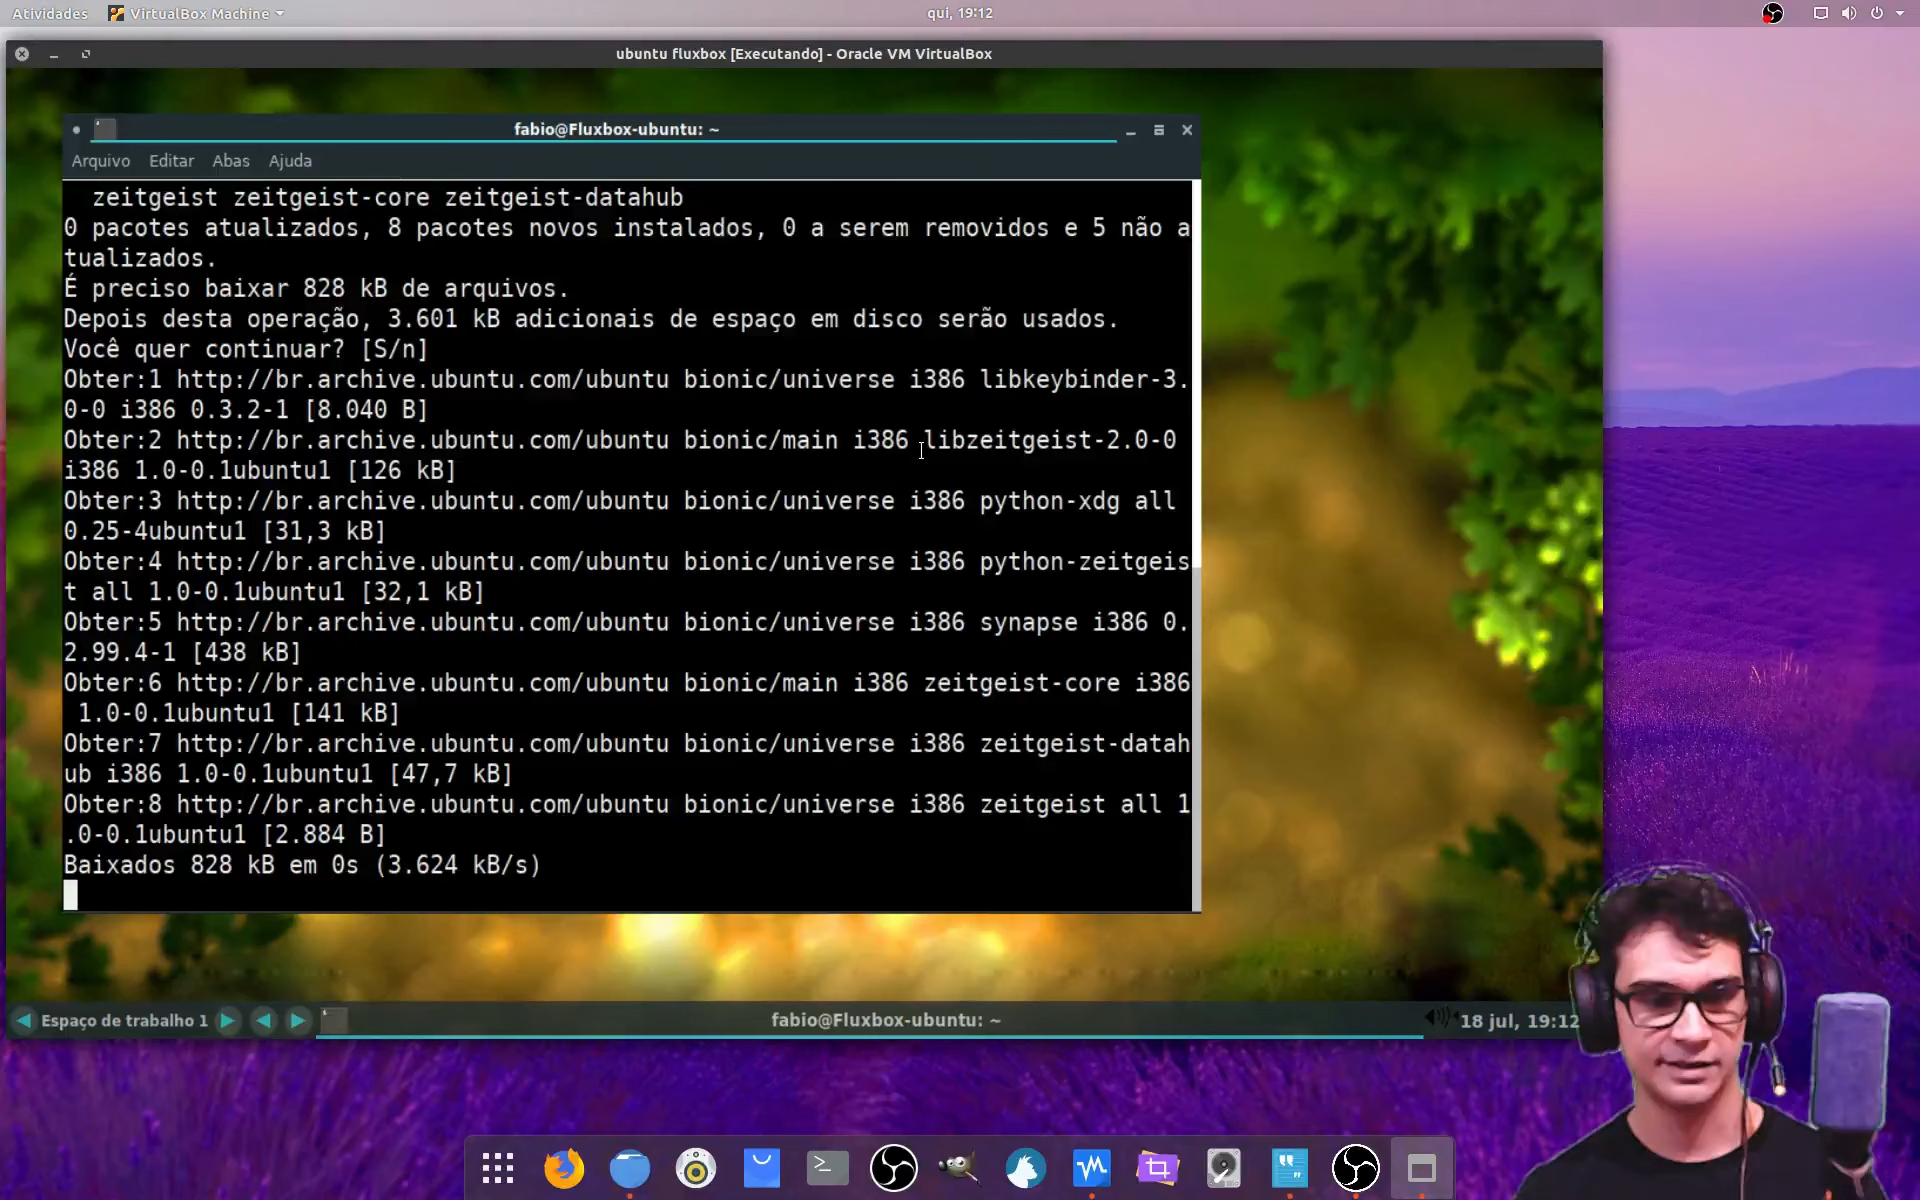 Atividades
VirtualBox Machine
qui, 19:12
ubuntu fluxbox [Executando] - Oracle VM VirtualBox
fabio@Fluxbox-ubuntu: ~
Arquivo Editar Abas Ajuda
zeitgeist zeitgeist-core zeitgeist-datahub
0 pacotes atualizados, 8 pacotes novos instalados, 0 a serem removidos e 5 não a
tualizados.
É preciso baixar 828 kB de arquivos.
Depois desta operação, 3.601 kB adicionais de espaço em disco serão usados.
Você quer continuar? [S/n]
Obter:1 http://br.archive.ubuntu.com/ubuntu bionic/universe i386 libkeybinder-3.
0-0 i386 0.3.2-1 [8.040 B]
Obter:2 http://br.archive.ubuntu.com/ubuntu bionic/main i386 libzeitgeist-2.0-0
i386 1.0-0.1ubuntu1 [126 kB]
Obter:3 http://br.archive.ubuntu.com/ubuntu bionic/universe i386 python-xdg all
0.25-4ubuntu1 [31,3 kB]
Obter:4 http://br.archive.ubuntu.com/ubuntu bionic/universe i386 python-zeitgeis
t all 1.0-0.1ubuntu1 [32,1 kB]
Obter:5 http://br.archive.ubuntu.com/ubuntu bionic/universe i386 synapse i386 0.
2.99.4-1 [438 kB]
Obter:6 http://br.archive.ubuntu.com/ubuntu bionic/main i386 zeitgeist-core i386
1.0-0.1ubuntu1 [141 kB]
Obter:7 http://br.archive.ubuntu.com/ubuntu bionic/universe i386 zeitgeist-datah
ub i386 1.0-0.1ubuntu1 [47,7 kB]
Obter:8 http://br.archive.ubuntu.com/ubuntu bionic/universe i386 zeitgeist all 1
.0-0.1ubuntu1 [2.884 B]
Baixados 828 kB em 0s (3.624 kB/s)
Espaço de trabalho 1
fabio@Fluxbox-ubuntu: ~
18 jul, 19:12